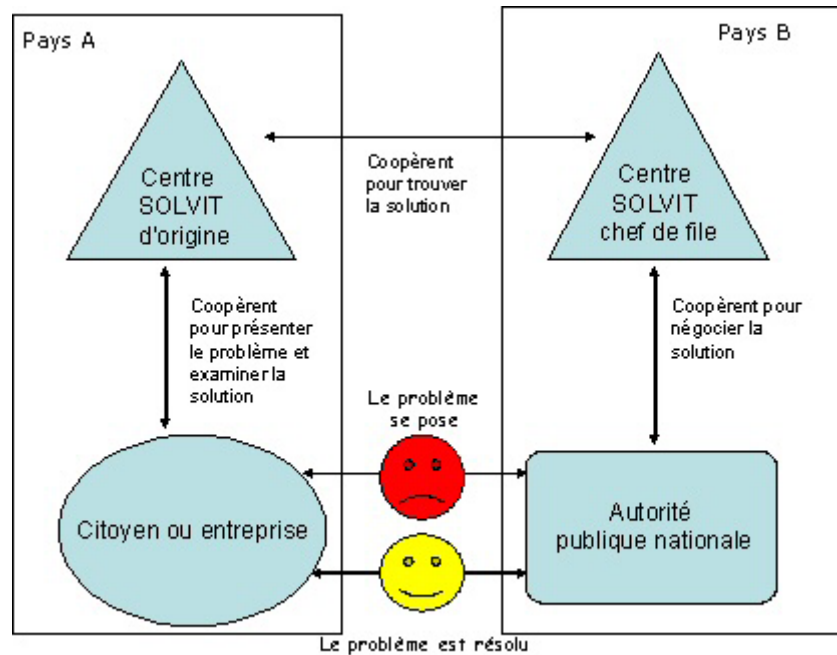 Pays A
Pays B
Centre
SOLVIT
d'origine
Coopèrent
pour trouver
la solution
Centre
SOLVIT
chef de file
Coopèrent
pour présenter
le problème et
examiner la
solution
Coopèrent pour
négocier la
solution
Le problème
se pose
Citoyen ou entreprise
Autorité
publique nationale
Le problème est résolu